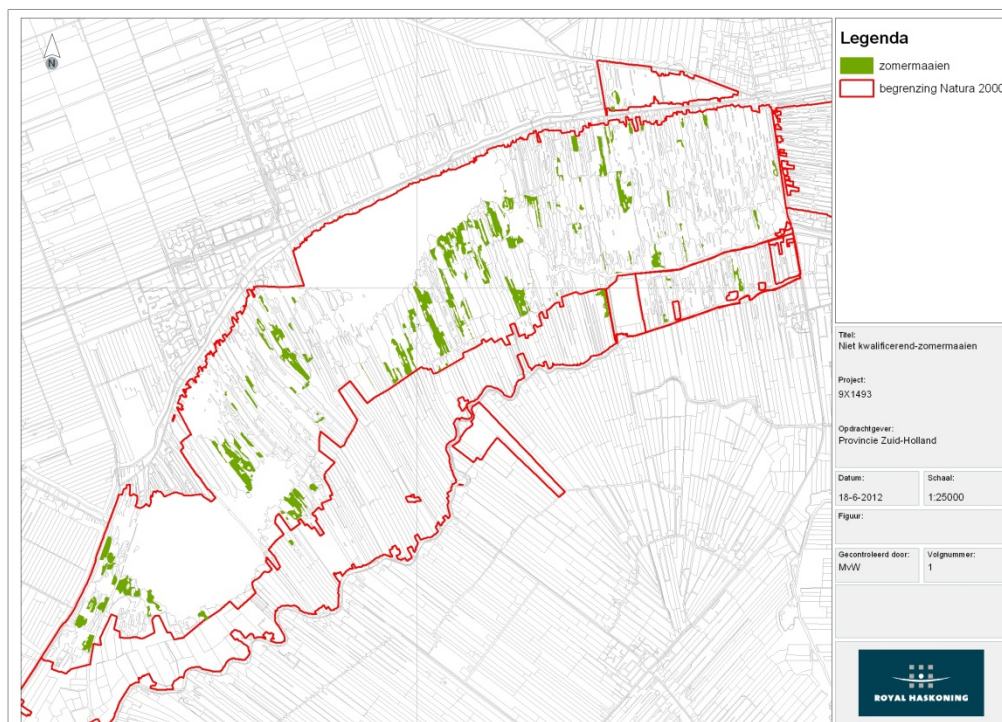 N
Legenda
zomermaaien
begrenzing Natura 2000
Titel:
Niet kwalificerend-zomermaaien
Project:
9X1493
Opdrachtgever:
Provincie Zuid-Holland
Datum:
18-6-2012
Schaal:
1:25000
Figuur:
Gecontroleerd door:
MvW
Volgnummer:
1
ROYAL HASKONING